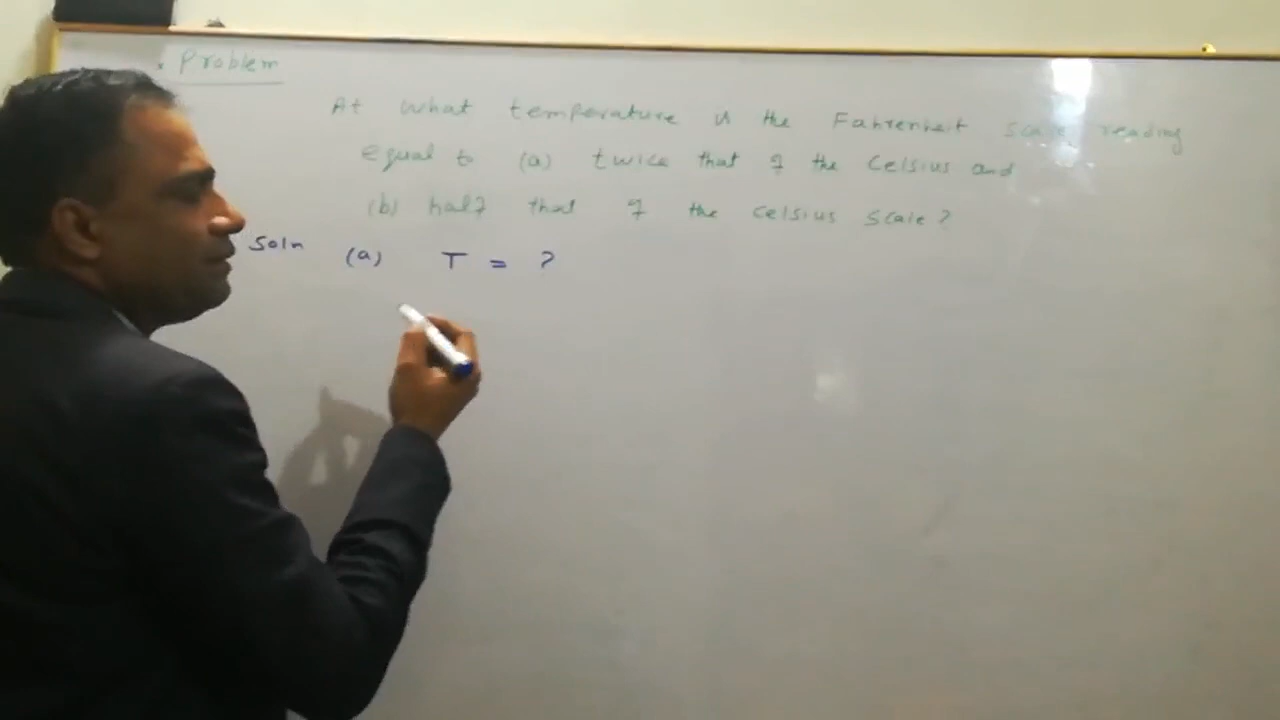 . Problem
At what temperature is the Fahrenheit scale reading
equal to (a) twice that of the Celsius and
(b) half that of the Celsius scale?
Soln (a) T = ?